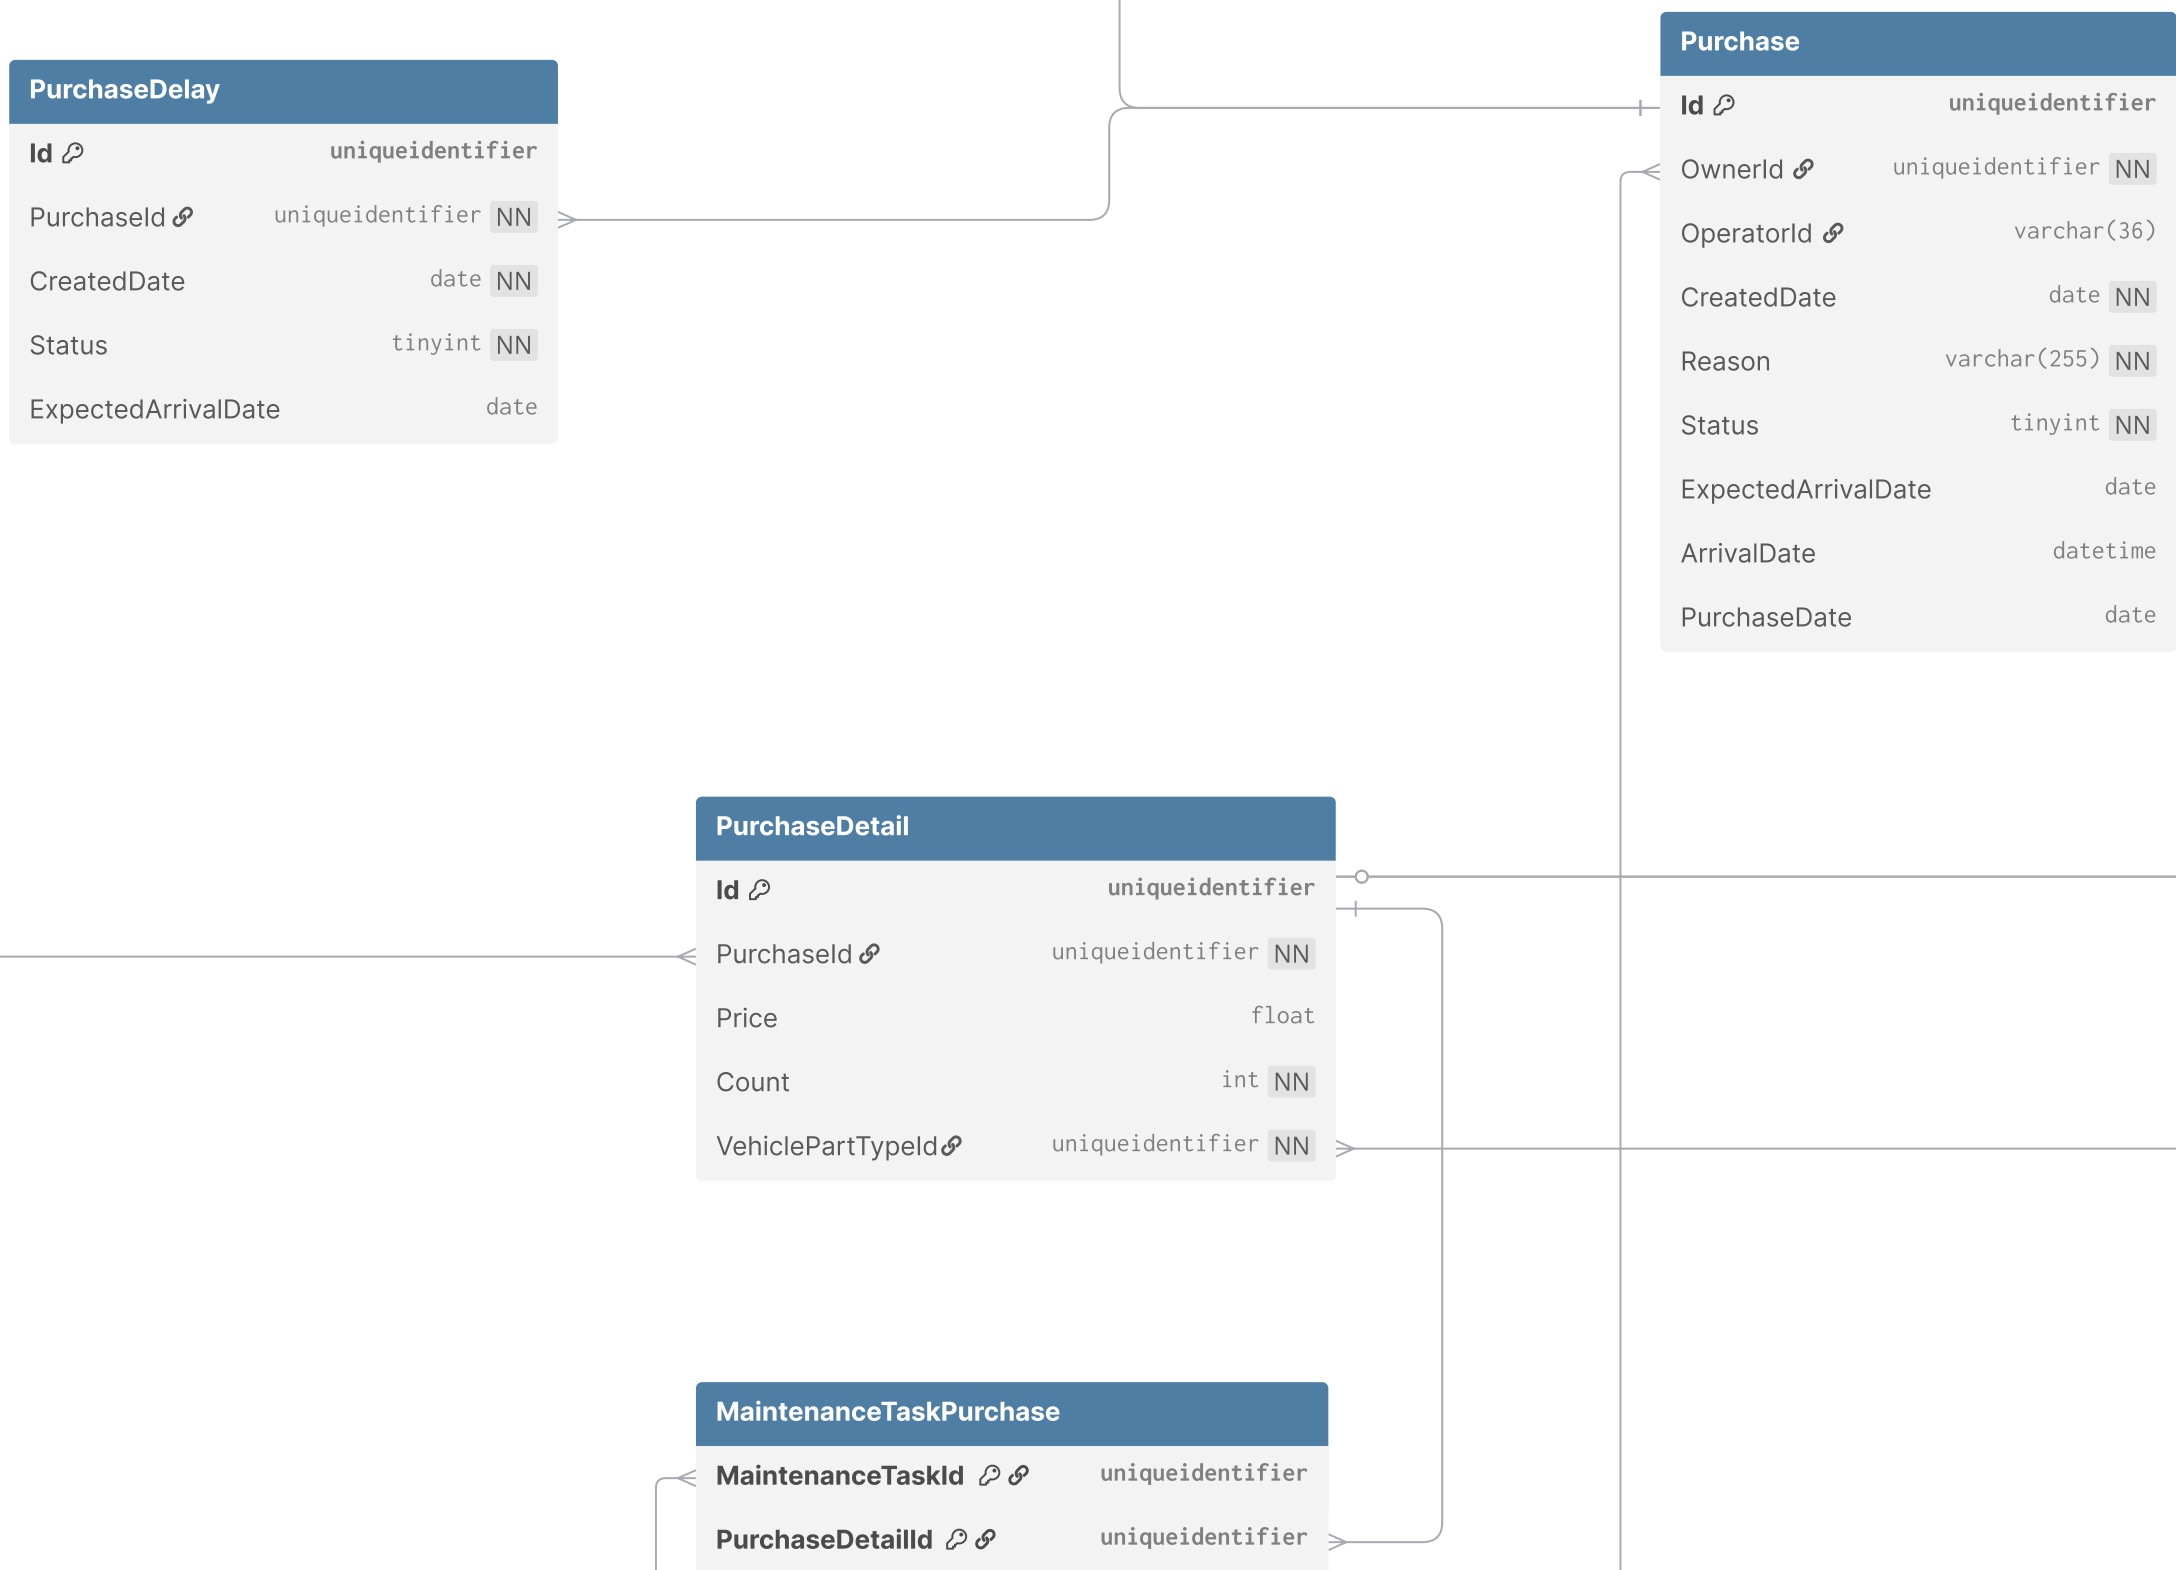 PurchaseDelay
Id uniqueidentifier
PurchaseId uniqueidentifier NN
CreatedDate date NN
Status tinyint NN
ExpectedArrivalDate date
Purchase
Id uniqueidentifier
OwnerId uniqueidentifier NN
OperatorId varchar(36)
CreatedDate date NN
Reason varchar(255) NN
Status tinyint NN
ExpectedArrivalDate date
ArrivalDate datetime
PurchaseDate date
PurchaseDetail
Id uniqueidentifier
PurchaseId uniqueidentifier NN
Price float
Count int NN
VehiclePartTypeId uniqueidentifier NN
MaintenanceTaskPurchase
MaintenanceTaskId uniqueidentifier
PurchaseDetailId uniqueidentifier